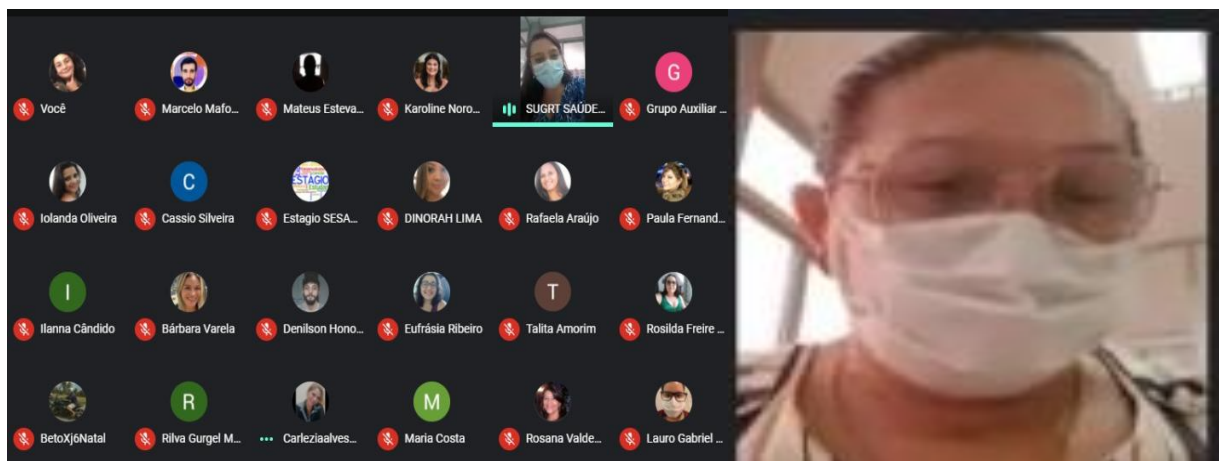 Você
Marcelo Mafo...
Mateus Esteva...
Karoline Noro...
SUGRT SAÚDE...
G
Grupo Auxiliar ...
Iolanda Oliveira
C
Cassio Silveira
ESTÁGIO
Estagio SESA...
DINORAH LIMA
Rafaela Araújo
Paula Fernand...
I
Ilanna Cândido
Bárbara Varela
Denilson Hono...
Eufrásia Ribeiro
T
Talita Amorim
Rosilda Freire ...
BetoXj6Natal
R
Rilva Gurgel M...
Carleziaalves...
M
Maria Costa
Rosana Valde...
Lauro Gabriel ...